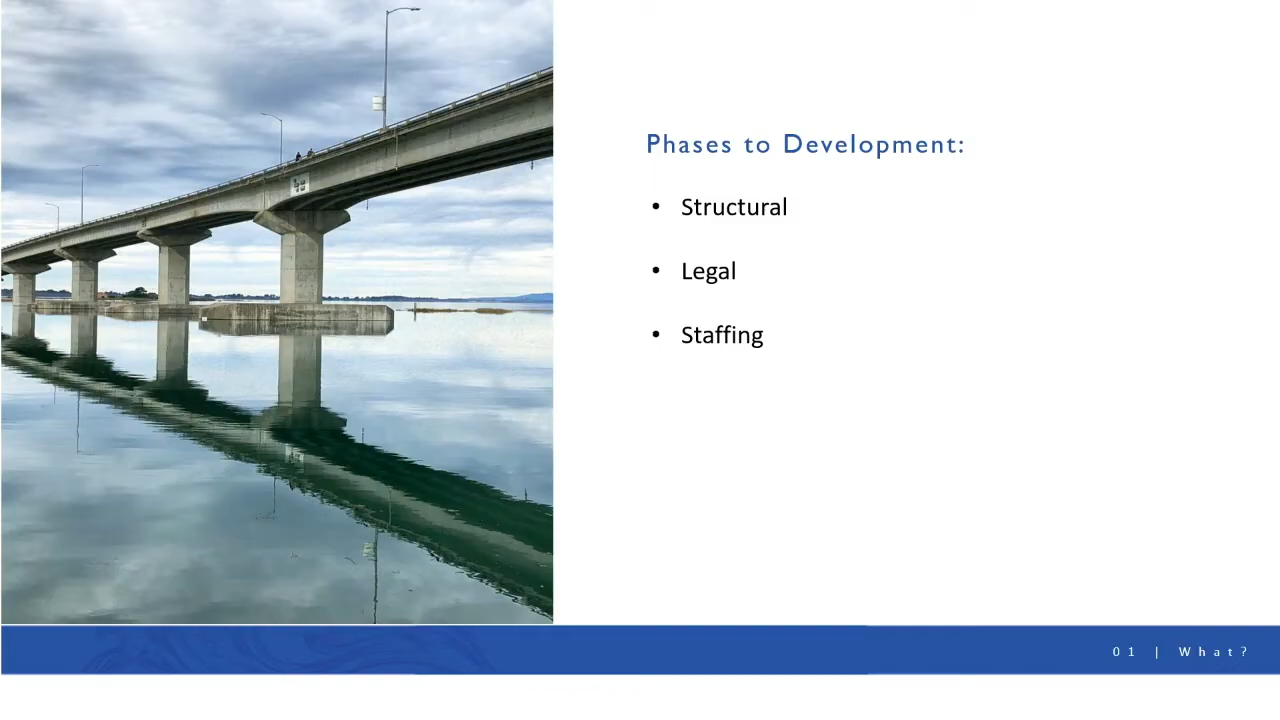 Phases to Development:
• Structural
• Legal
• Staffing
01 | What?